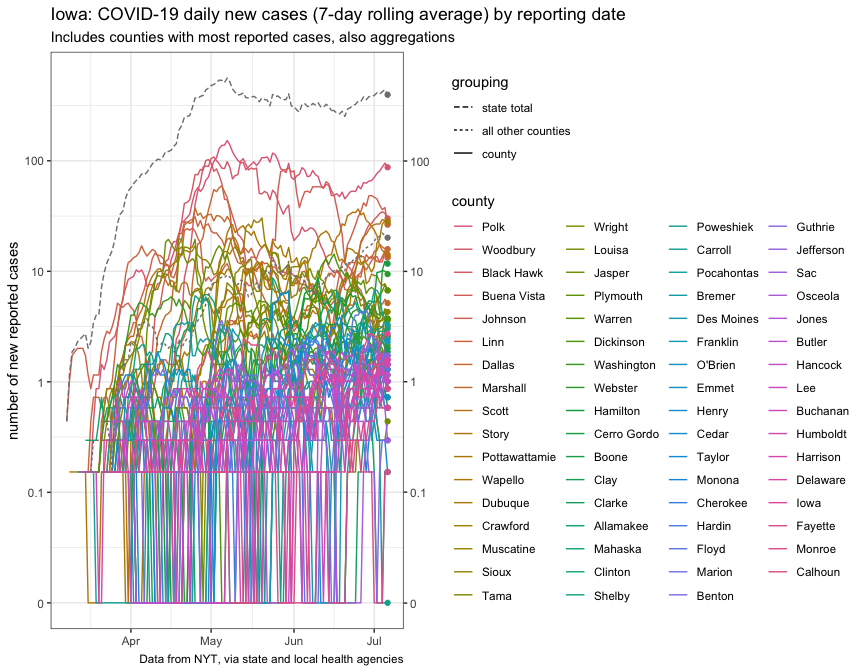 Iowa: COVID-19 daily new cases (7-day rolling average) by reporting date
Includes counties with most reported cases, also aggregations
number of new reported cases
100
10
1
0.1
0
100
10
1
0.1
0
Apr May Jun Jul
Data from NYT, via state and local health agencies
grouping
state total
all other counties
county
county
Polk Wright Poweshiek Guthrie
Woodbury Louisa Carroll Jefferson
Black Hawk Jasper Pocahontas Sac
Buena Vista Plymouth Bremer Osceola
Johnson Warren Des Moines Jones
Linn Dickinson Franklin Butler
Dallas Washington O'Brien Hancock
Marshall Webster Emmet Lee
Scott Hamilton Henry Buchanan
Story Cerro Gordo Cedar Humboldt
Pottawattamie Boone Taylor Harrison
Wapello Clay Monona Delaware
Dubuque Clarke Cherokee Iowa
Crawford Allamakee Hardin Fayette
Muscatine Mahaska Floyd Monroe
Sioux Clinton Marion Calhoun
Tama Shelby Benton